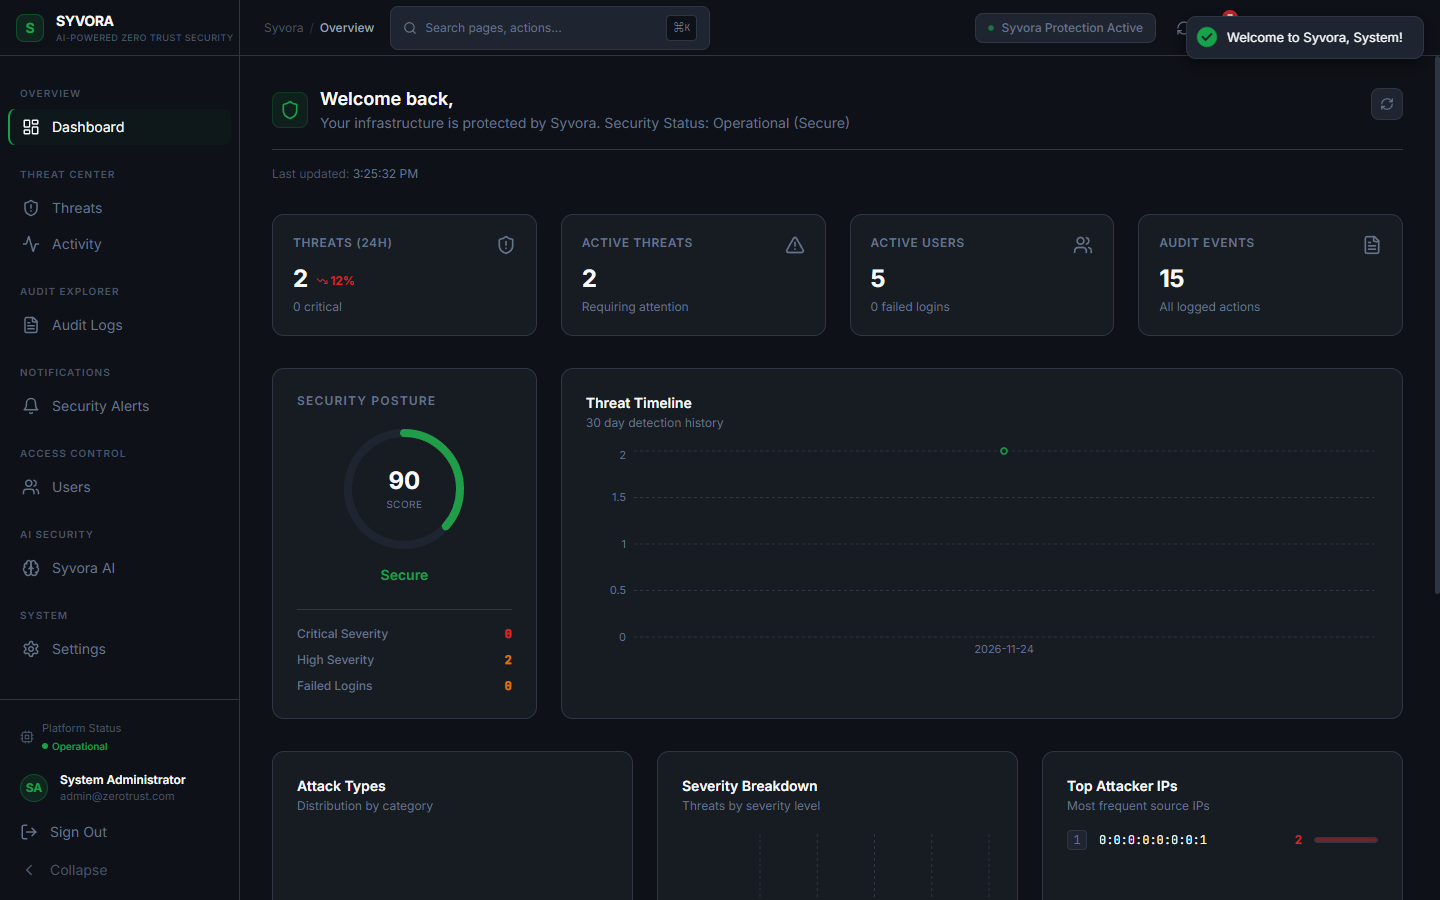 S
SYVORA
AI-POWERED ZERO TRUST SECURITY
OVERVIEW
Dashboard
THREAT CENTER
Threats
Activity
AUDIT EXPLORER
Audit Logs
NOTIFICATIONS
Security Alerts
ACCESS CONTROL
Users
AI SECURITY
Syvora AI
SYSTEM
Settings
Platform Status
Operational
SA
System Administrator
admin@zerotrust.com
Sign Out
Collapse
Syvora / Overview
Search pages, actions...
⌘K
Syvora Protection Active
Welcome to Syvora, System!
Welcome back,
Your infrastructure is protected by Syvora. Security Status: Operational (Secure)
Last updated: 3:25:32 PM
THREATS (24H)
2 12%
0 critical
ACTIVE THREATS
2
Requiring attention
ACTIVE USERS
5
0 failed logins
AUDIT EVENTS
15
All logged actions
SECURITY POSTURE
90
SCORE
Secure
Critical Severity 0
High Severity 2
Failed Logins 0
Threat Timeline
30 day detection history
2
1.5
1
0.5
0
2026-11-24
Attack Types
Distribution by category
Severity Breakdown
Threats by severity level
Top Attacker IPs
Most frequent source IPs
1 0:0:0:0:0:0:0:1 2